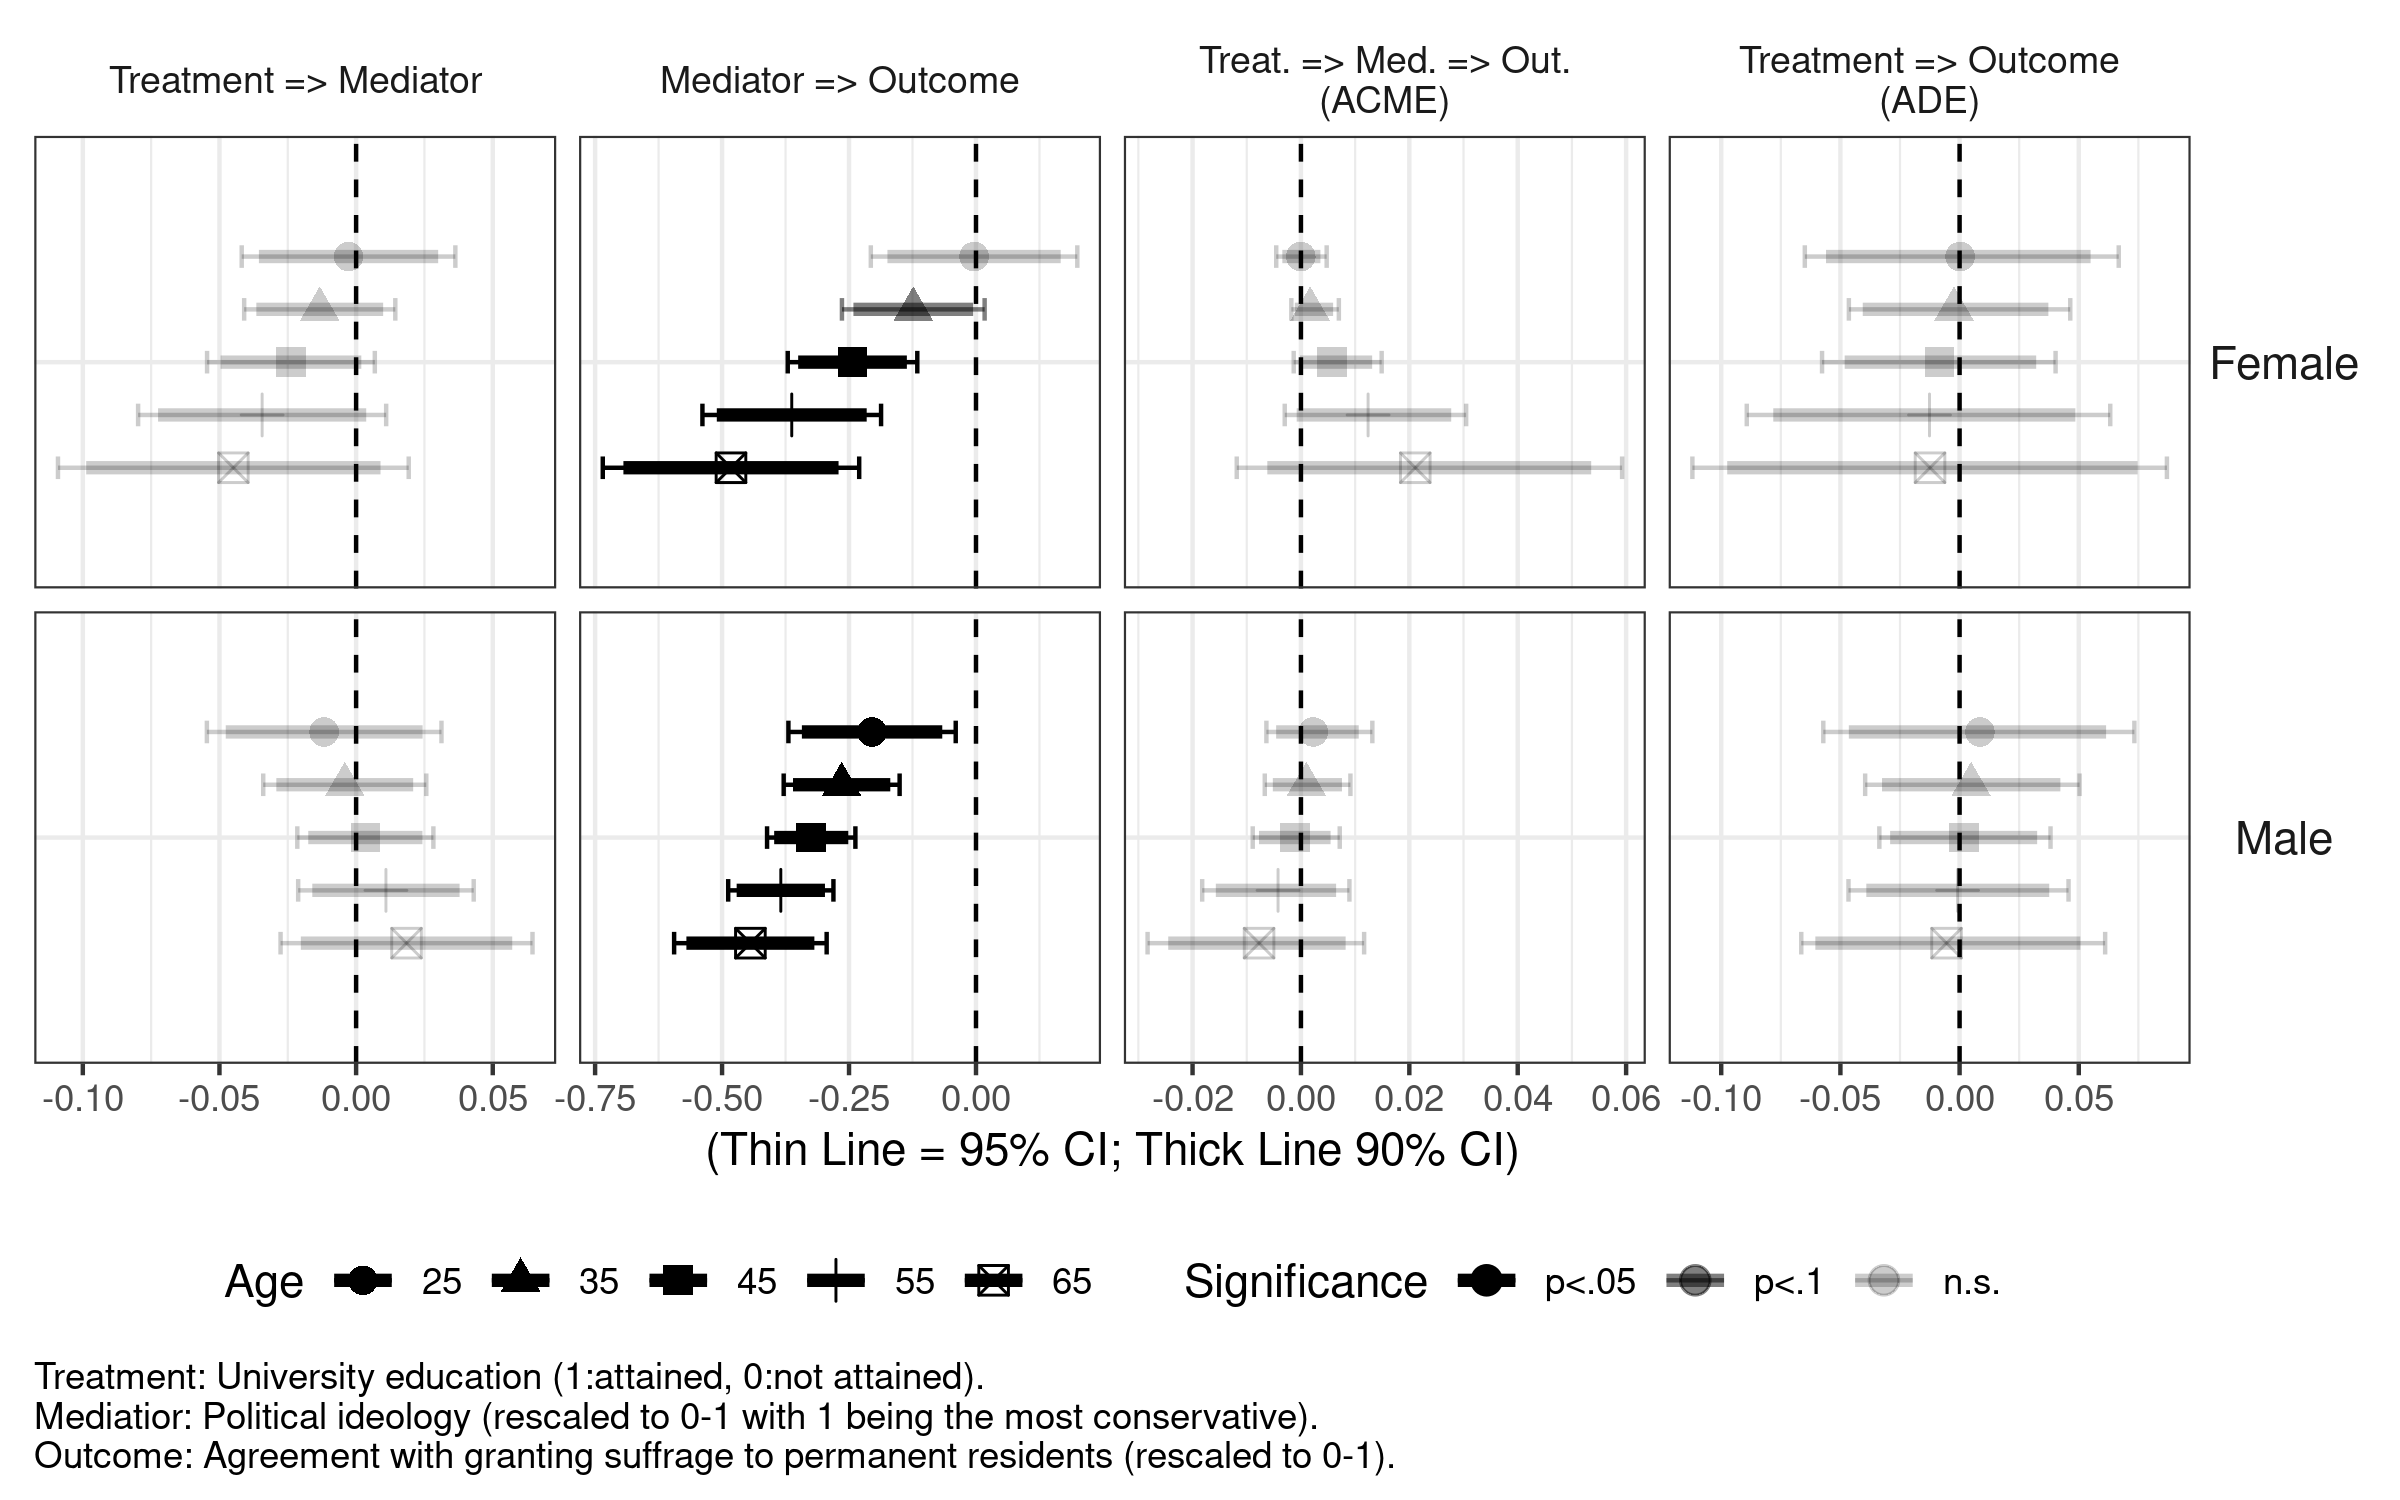 Treatment => Mediator
Mediator => Outcome
Treat. => Med. => Out.
(ACME)
Treatment => Outcome
(ADE)
Female
Male
-0.10 -0.05 0.00 0.05 -0.75 -0.50 -0.25 0.00 -0.02 0.00 0.02 0.04 0.06 -0.10 -0.05 0.00 0.05
(Thin Line = 95% CI; Thick Line 90% CI)
Age 25 35 45 55 65 Significance p<.05 p<.1 n.s.
Treatment: University education (1:attained, 0:not attained).
Mediatior: Political ideology (rescaled to 0-1 with 1 being the most conservative).
Outcome: Agreement with granting suffrage to permanent residents (rescaled to 0-1).